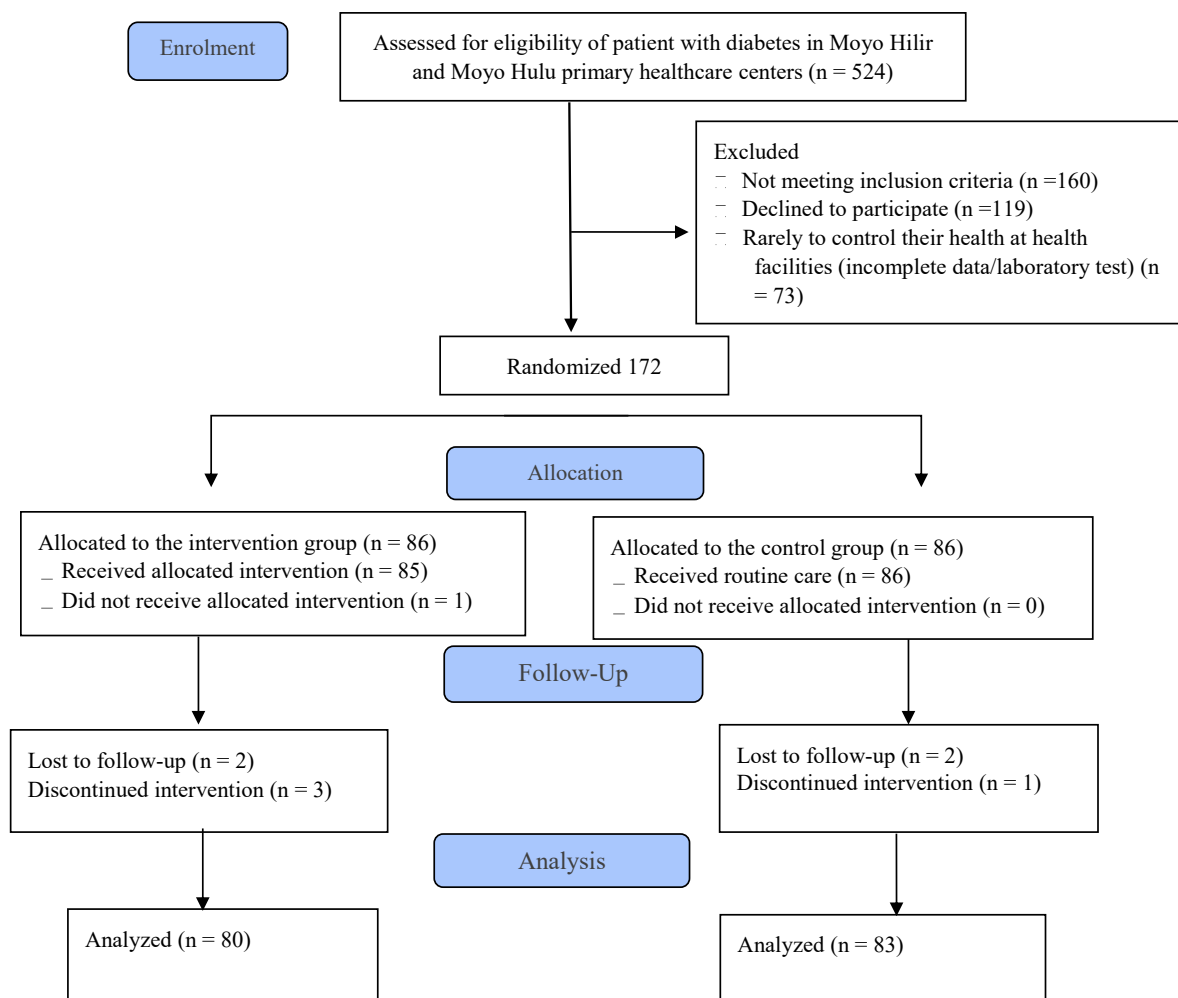 Enrolment
Assessed for eligibility of patient with diabetes in Moyo Hilir
and Moyo Hulu primary healthcare centers (n = 524)
Excluded
Not meeting inclusion criteria (n =160)
Declined to participate (n =119)
Rarely to control their health at health
facilities (incomplete data/laboratory test) (n
= 73)
Randomized 172
Allocation
Allocated to the intervention group (n = 86)
_ Received allocated intervention (n = 85)
_ Did not receive allocated intervention (n = 1)
Allocated to the control group (n = 86)
_ Received routine care (n = 86)
_ Did not receive allocated intervention (n = 0)
Follow-Up
Lost to follow-up (n = 2)
Discontinued intervention (n = 3)
Lost to follow-up (n = 2)
Discontinued intervention (n = 1)
Analysis
Analyzed (n = 80)
Analyzed (n = 83)